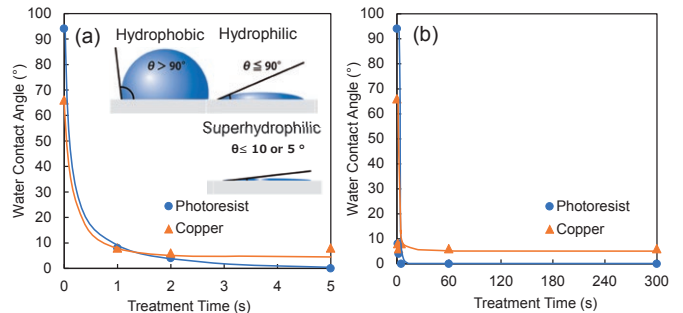 (a)
Hydrophobic
Hydrophilic
θ > 90°
θ ≦ 90°
Superhydrophilic
θ≤ 10 or 5 °
Photoresist
Copper
Water Contact Angle (°)
100
90
80
70
60
50
40
30
20
10
0
0 1 2 3 4 5
Treatment Time (s)
(b)
Photoresist
Copper
Water Contact Angle (°)
100
90
80
70
60
50
40
30
20
10
0
0 60 120 180 240 300
Treatment Time (s)